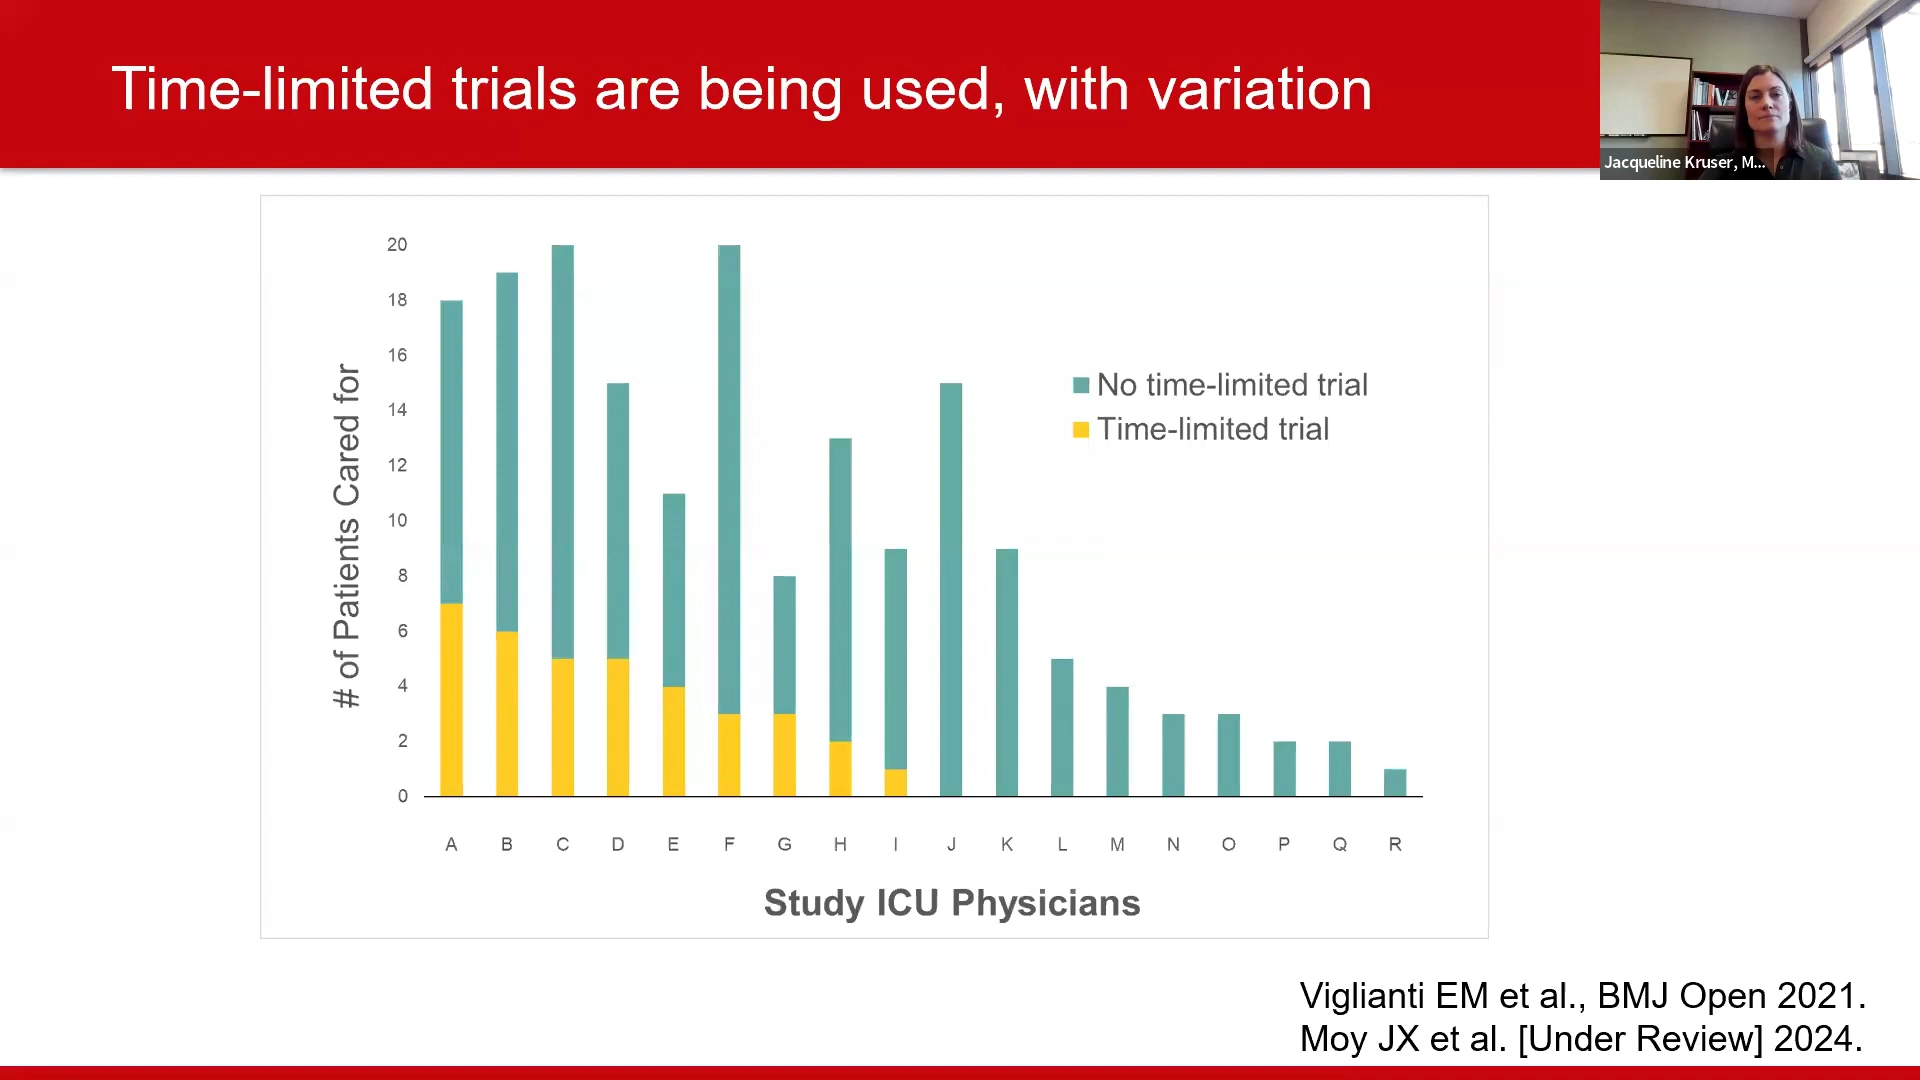 Time-limited trials are being used, with variation
Jacqueline Kruser, M...
# of Patients Cared for
20
18
16
14
12
10
8
6
4
2
0
No time-limited trial
Time-limited trial
A B C D E F G H I J K L M N O P Q R
Study ICU Physicians
Viglianti EM et al., BMJ Open 2021.
Moy JX et al. [Under Review] 2024.